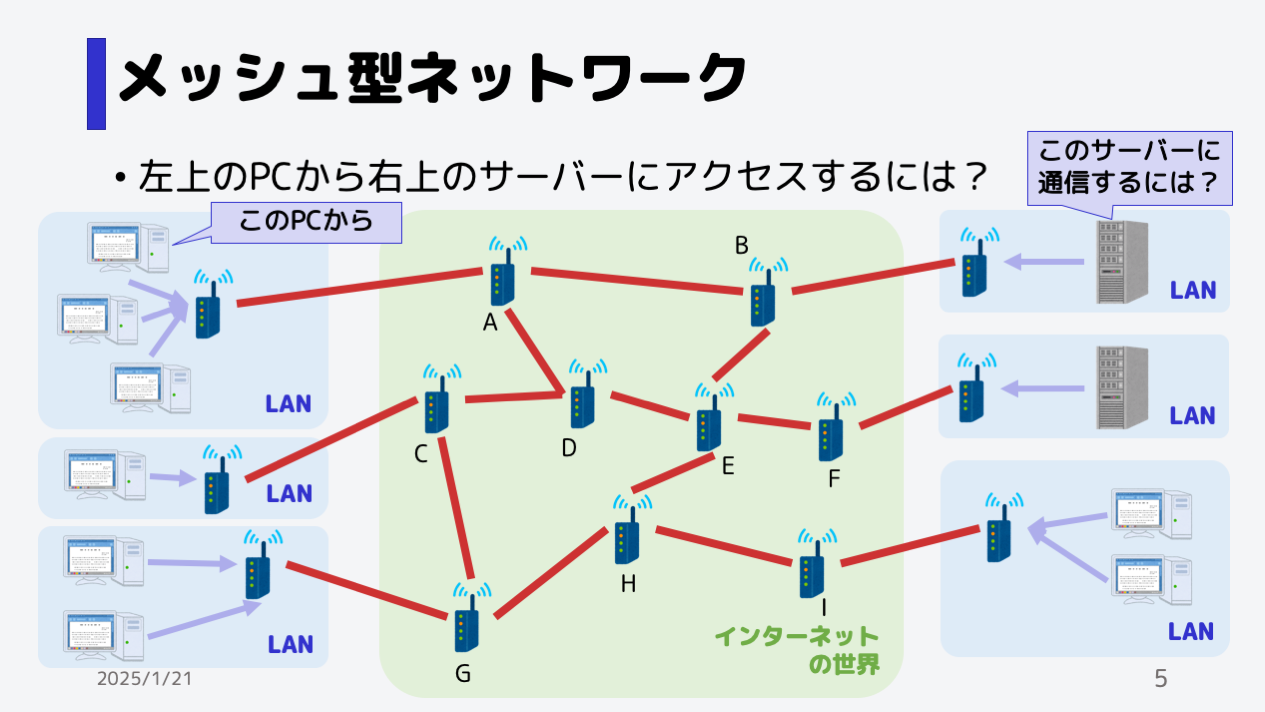 メッシュ型ネットワーク
• 左上のPCから右上のサーバーにアクセスするには？
このサーバーに
通信するには？
このPCから
A
B
C
D
E
F
G
H
I
LAN
LAN
LAN
LAN
LAN
LAN
インターネット
の世界
2025/1/21
5